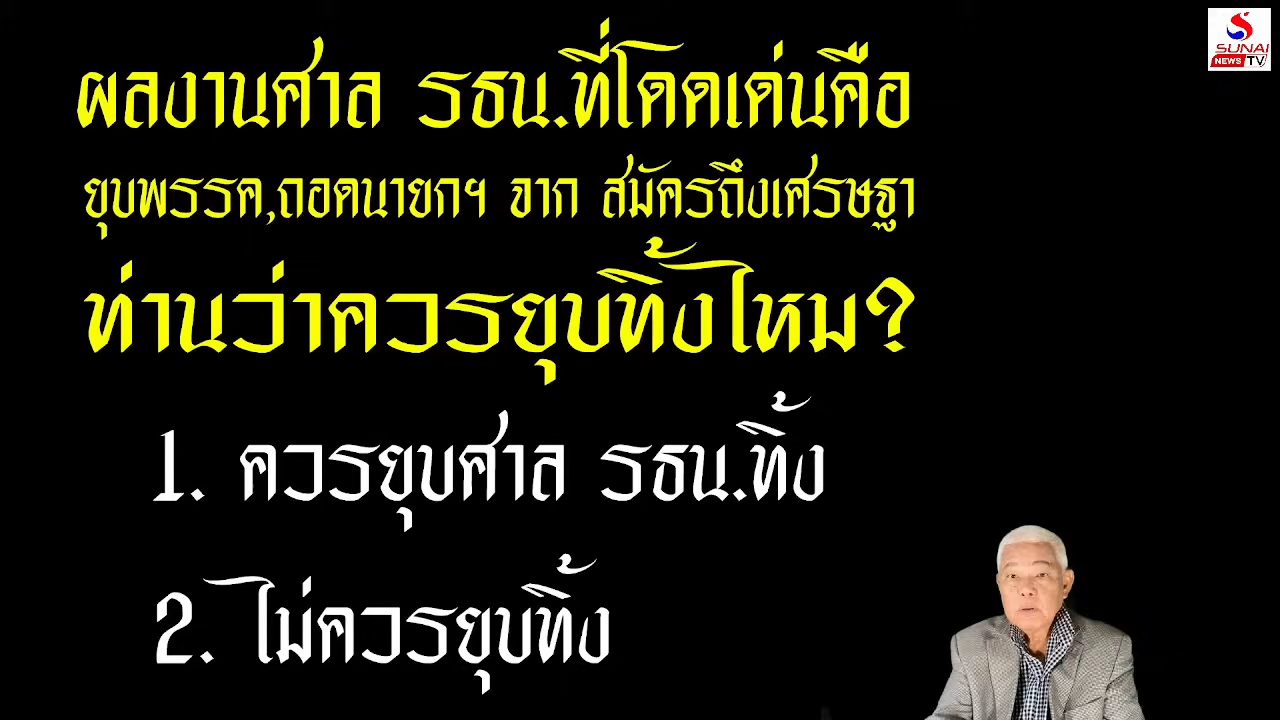 ผลงานศาล รธน.ที่โดดเด่นคือ
ยุบพรรค,ถอดนายกฯ จาก สมัครถึงเศรษฐา
ท่านว่าควรยุบทิ้งไหม?
1. ควรยุบศาล รธน.ทิ้ง
2. ไม่ควรยุบทิ้ง
SUNAI
NEWS TV